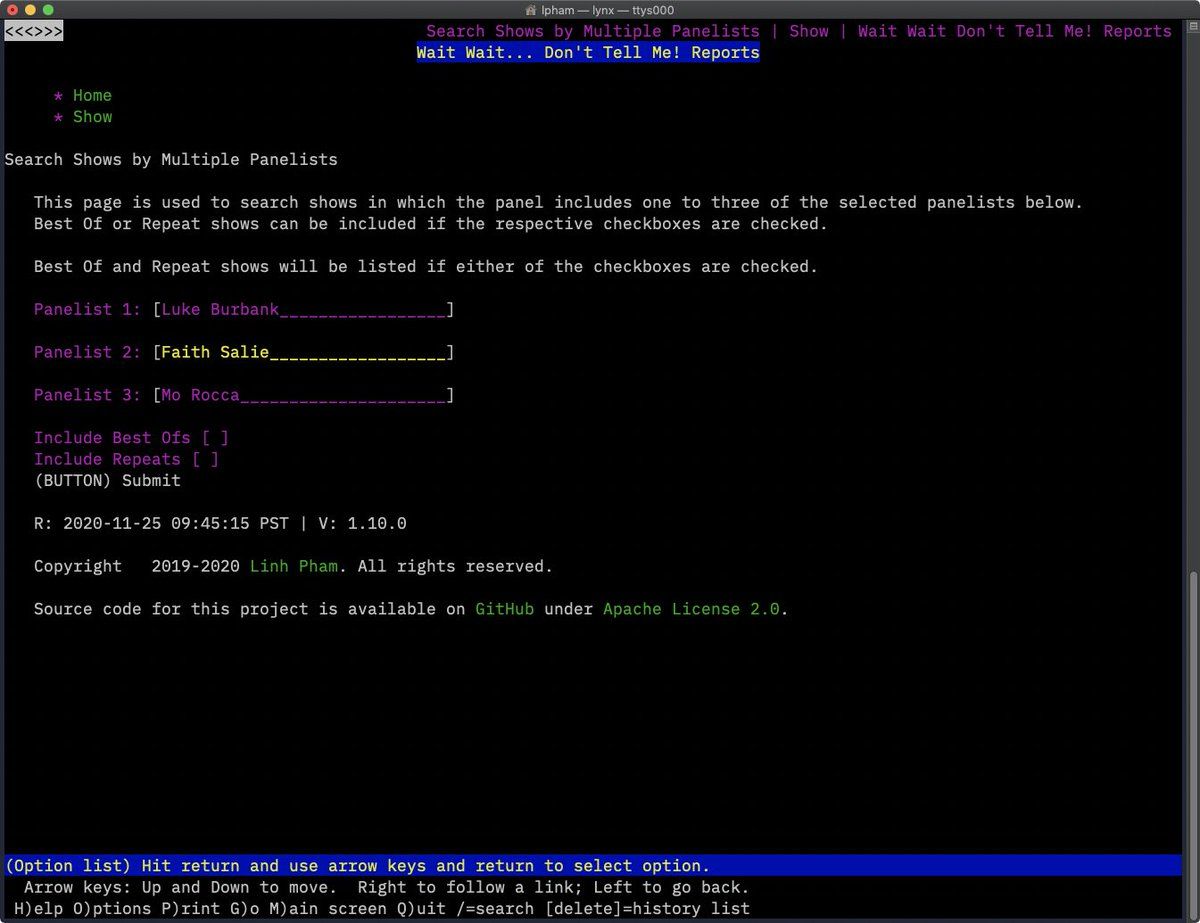 lpham — lynx — ttys000
<<<>>>
Search Shows by Multiple Panelists | Show | Wait Wait Don't Tell Me! Reports
Wait Wait... Don't Tell Me! Reports
* Home
* Show
Search Shows by Multiple Panelists
This page is used to search shows in which the panel includes one to three of the selected panelists below.
Best Of or Repeat shows can be included if the respective checkboxes are checked.
Best Of and Repeat shows will be listed if either of the checkboxes are checked.
Panelist 1: [Luke Burbank_________________]
Panelist 2: [Faith Salie__________________]
Panelist 3: [Mo Rocca_____________________]
Include Best Ofs [ ]
Include Repeats [ ]
(BUTTON) Submit
R: 2020-11-25 09:45:15 PST | V: 1.10.0
Copyright   2019-2020 Linh Pham. All rights reserved.
Source code for this project is available on GitHub under Apache License 2.0.
(Option list) Hit return and use arrow keys and return to select option.
Arrow keys: Up and Down to move.  Right to follow a link; Left to go back.
H)elp O)ptions P)rint G)o M)ain screen Q)uit /=search [delete]=history list